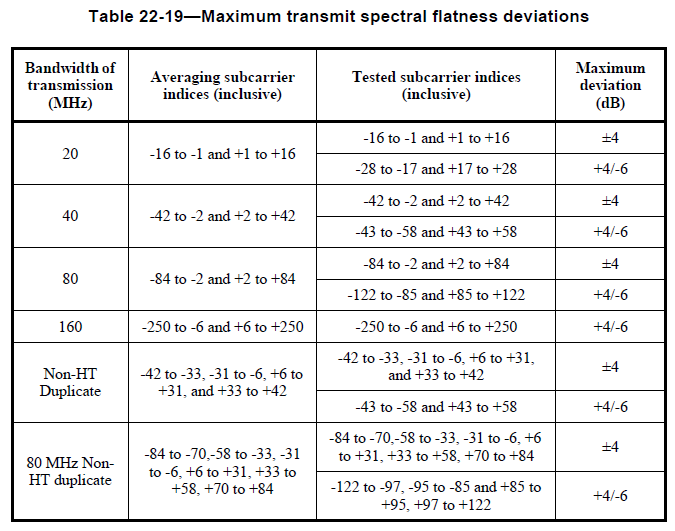 Table 22-19—Maximum transmit spectral flatness deviations
Bandwidth of
transmission
(MHz)
Averaging subcarrier
indices (inclusive)
Tested subcarrier indices
(inclusive)
Maximum
deviation
(dB)
20
-16 to -1 and +1 to +16
-16 to -1 and +1 to +16
±4
-28 to -17 and +17 to +28
+4/-6
40
-42 to -2 and +2 to +42
-42 to -2 and +2 to +42
±4
-43 to -58 and +43 to +58
+4/-6
80
-84 to -2 and +2 to +84
-84 to -2 and +2 to +84
±4
-122 to -85 and +85 to +122
+4/-6
160
-250 to -6 and +6 to +250
-250 to -6 and +6 to +250
+4/-6
Non-HT
Duplicate
-42 to -33, -31 to -6, +6 to
+31, and +33 to +42
-42 to -33, -31 to -6, +6 to +31,
and +33 to +42
±4
-43 to -58 and +43 to +58
+4/-6
80 MHz Non-
HT duplicate
-84 to -70,-58 to -33, -31
to -6, +6 to +31, +33 to
+58, +70 to +84
-84 to -70,-58 to -33, -31 to -6, +6
to +31, +33 to +58, +70 to +84
±4
-122 to -97, -95 to -85 and +85 to
+95, +97 to +122
+4/-6